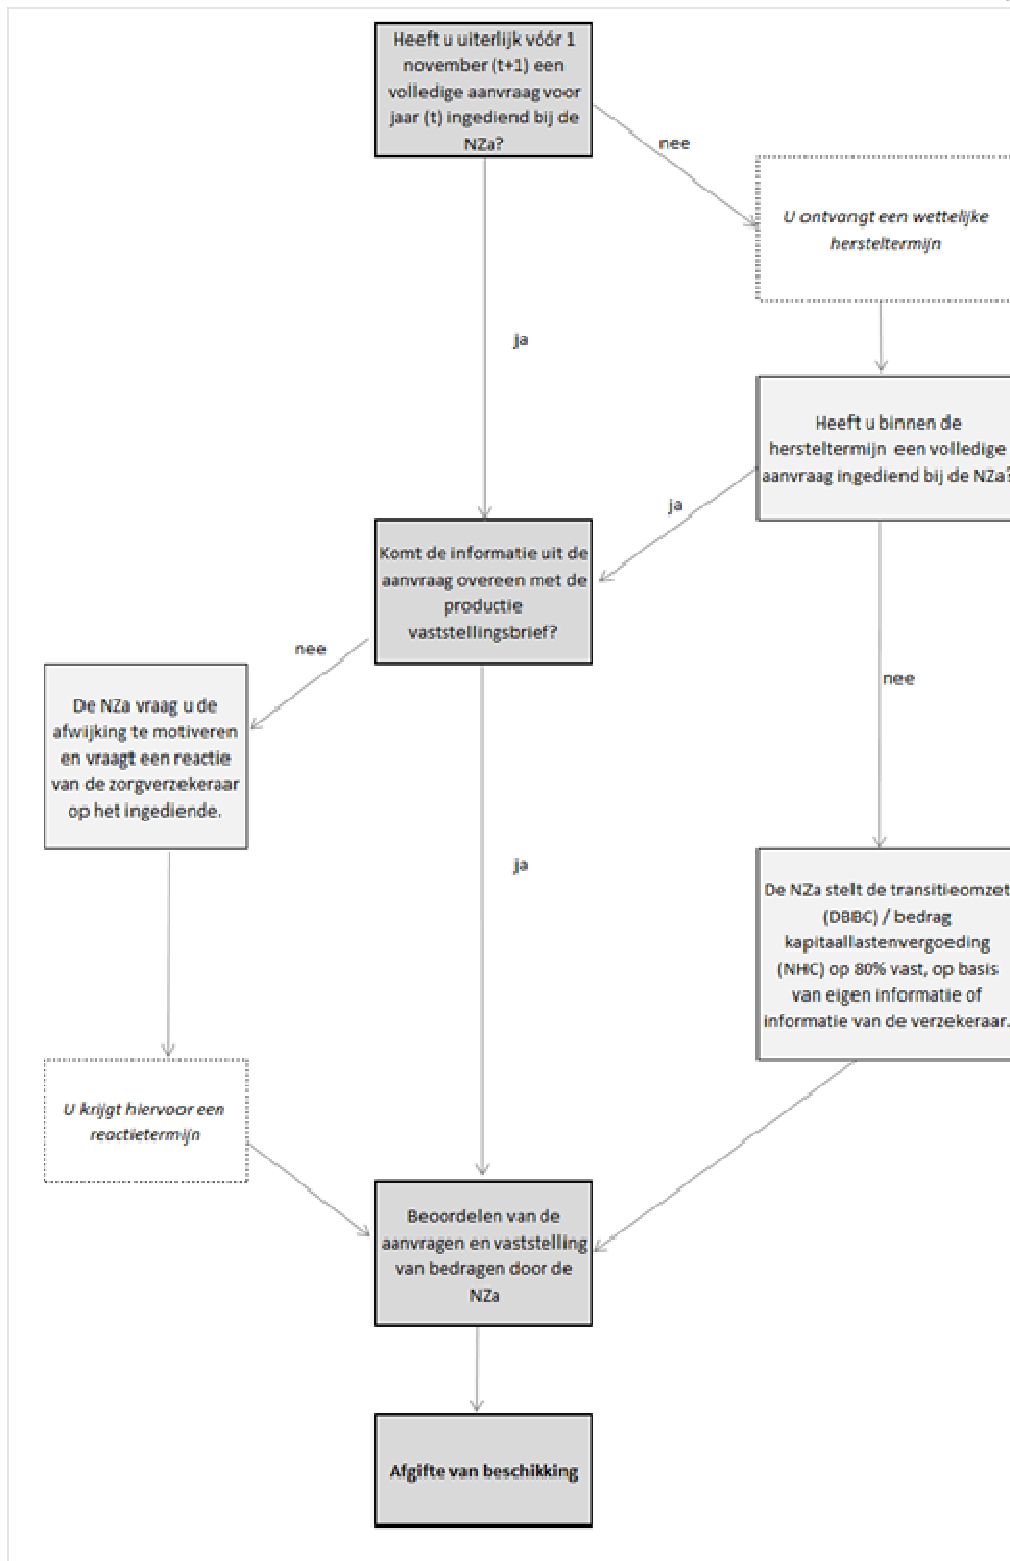 Heeft u uiterlijk vóór 1
november (t+1) een
volledige aanvraag voor
jaar (t) ingediend bij de
NZa?
nee
U ontvangt een wettelijke
hersteltermijn
ja
Heeft u binnen de
hersteltermijn een volledige
aanvraag ingediend bij de NZa?
ja
Komt de informatie uit de
aanvraag overeen met de
productie
vaststellingsbrief?
nee
nee
De NZa vraag u de
afwijking te motiveren
en vraagt een reactie
van de zorgverzekeraar
op het ingediende.
ja
De NZa stelt de transitieomzet
(DBBC) / bedrag
kapitaallastenvergoeding
(NHC) op 80% vast, op basis
van eigen informatie of
informatie van de verzekeraar.
U krijgt hiervoor een
reactietermijn
Beoordelen van de
aanvragen en vaststelling
van bedragen door de
NZa
Afgifte van beschikking